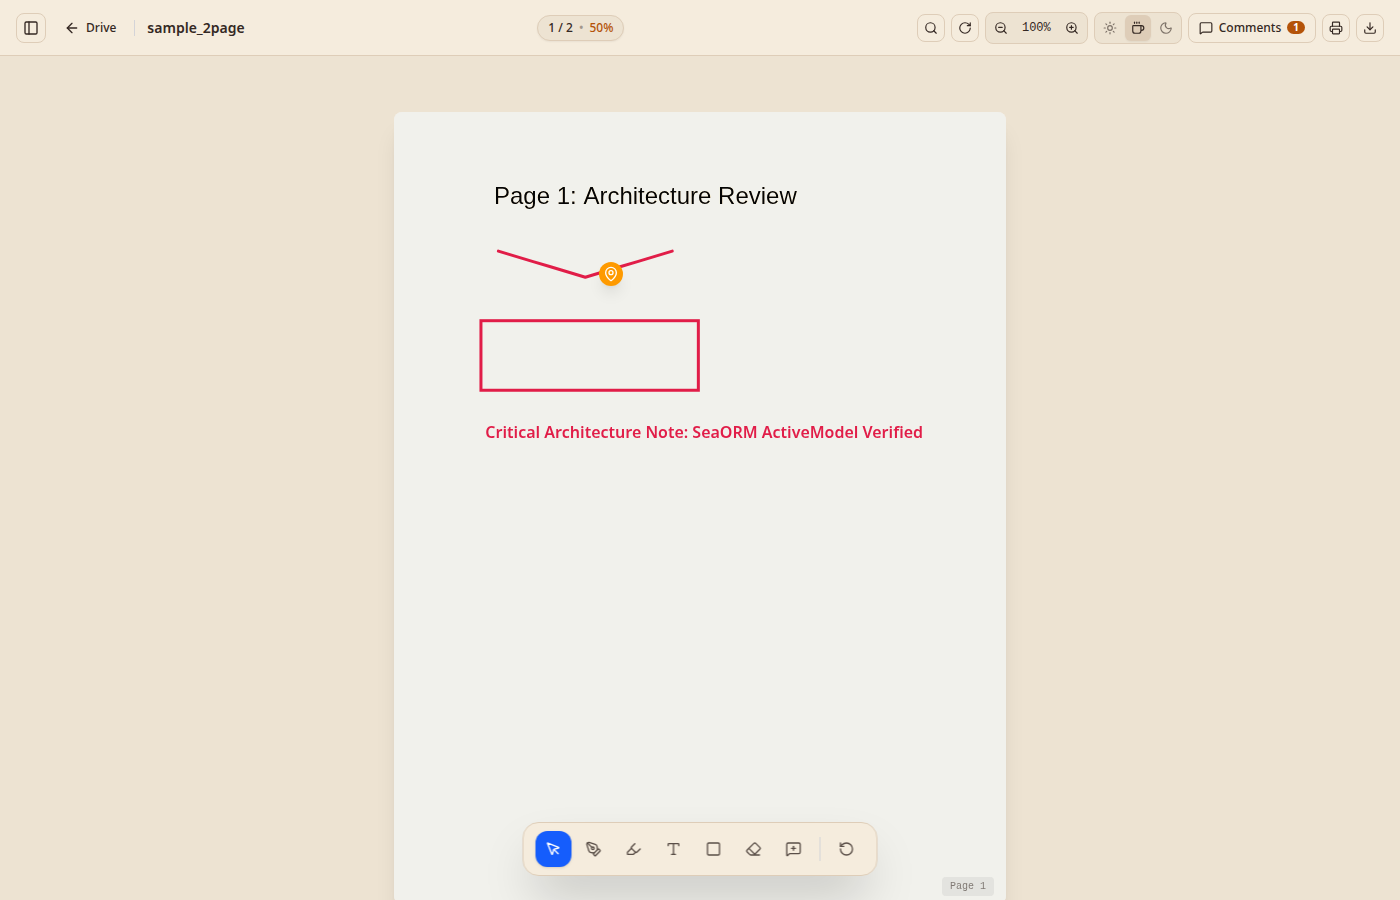 Drive
sample_2page
1 / 2 • 50%
100%
Comments 1
Page 1: Architecture Review
Critical Architecture Note: SeaORM ActiveModel Verified
Page 1